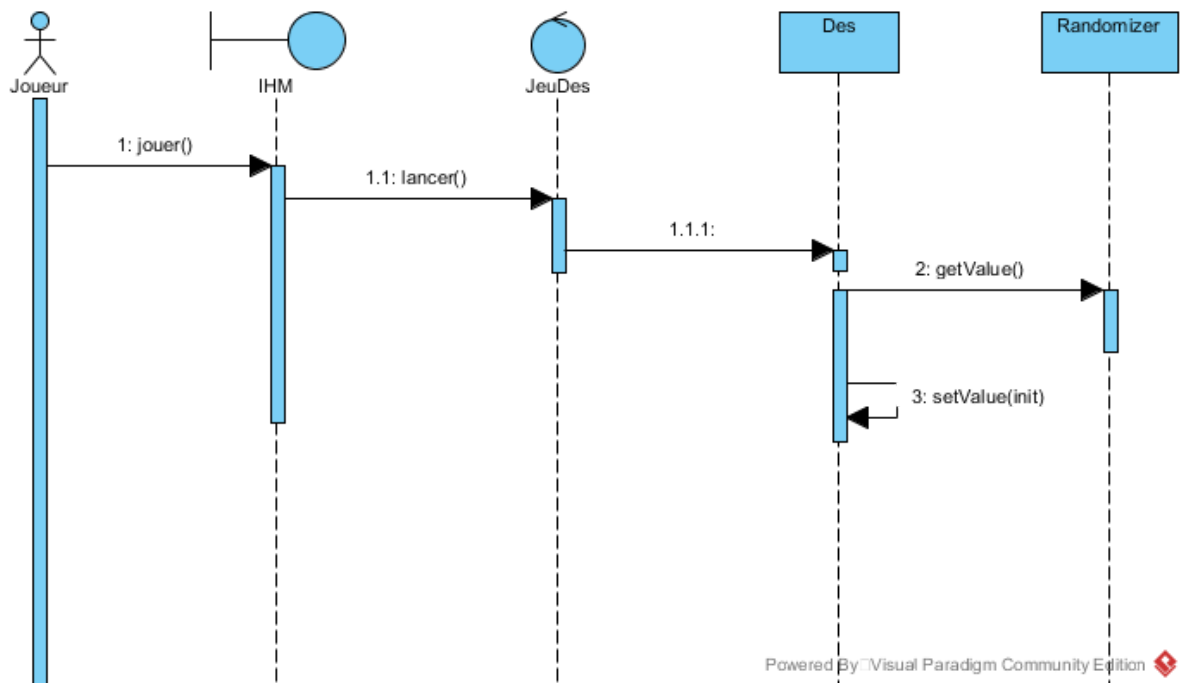 Des
Randomizer
Joueur
IHM
JeuDes
1: jouer()
1.1: lancer()
1.1.1:
2: getValue()
3: setValue(init)
Powered By Visual Paradigm Community Edition